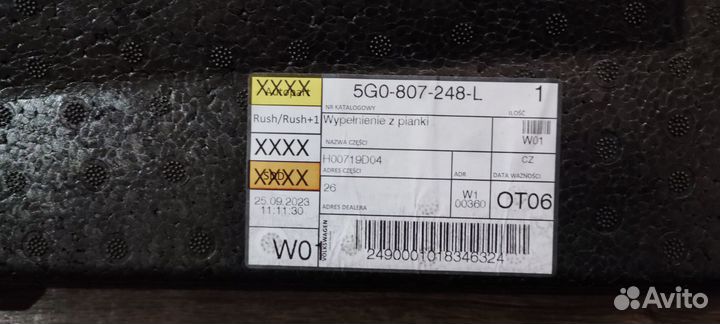 XXXX
Autopart
5G0-807-248-L
1
NR KATALOGOWY
ILOŚĆ
Rush/Rush+1
Wypełnienie z pianki
W01
NAZWA CZĘŚCI
XXXX
H00719D04
CZ
ADRES CZĘŚCI
ADR
DATA WAŻNOŚCI
XXXX
SDD
26
W1
00360
OT06
ADRES DEALERA
25.09.2023
11:11:30
W01
VOLKSWAGEN
2490001018346324
Avito